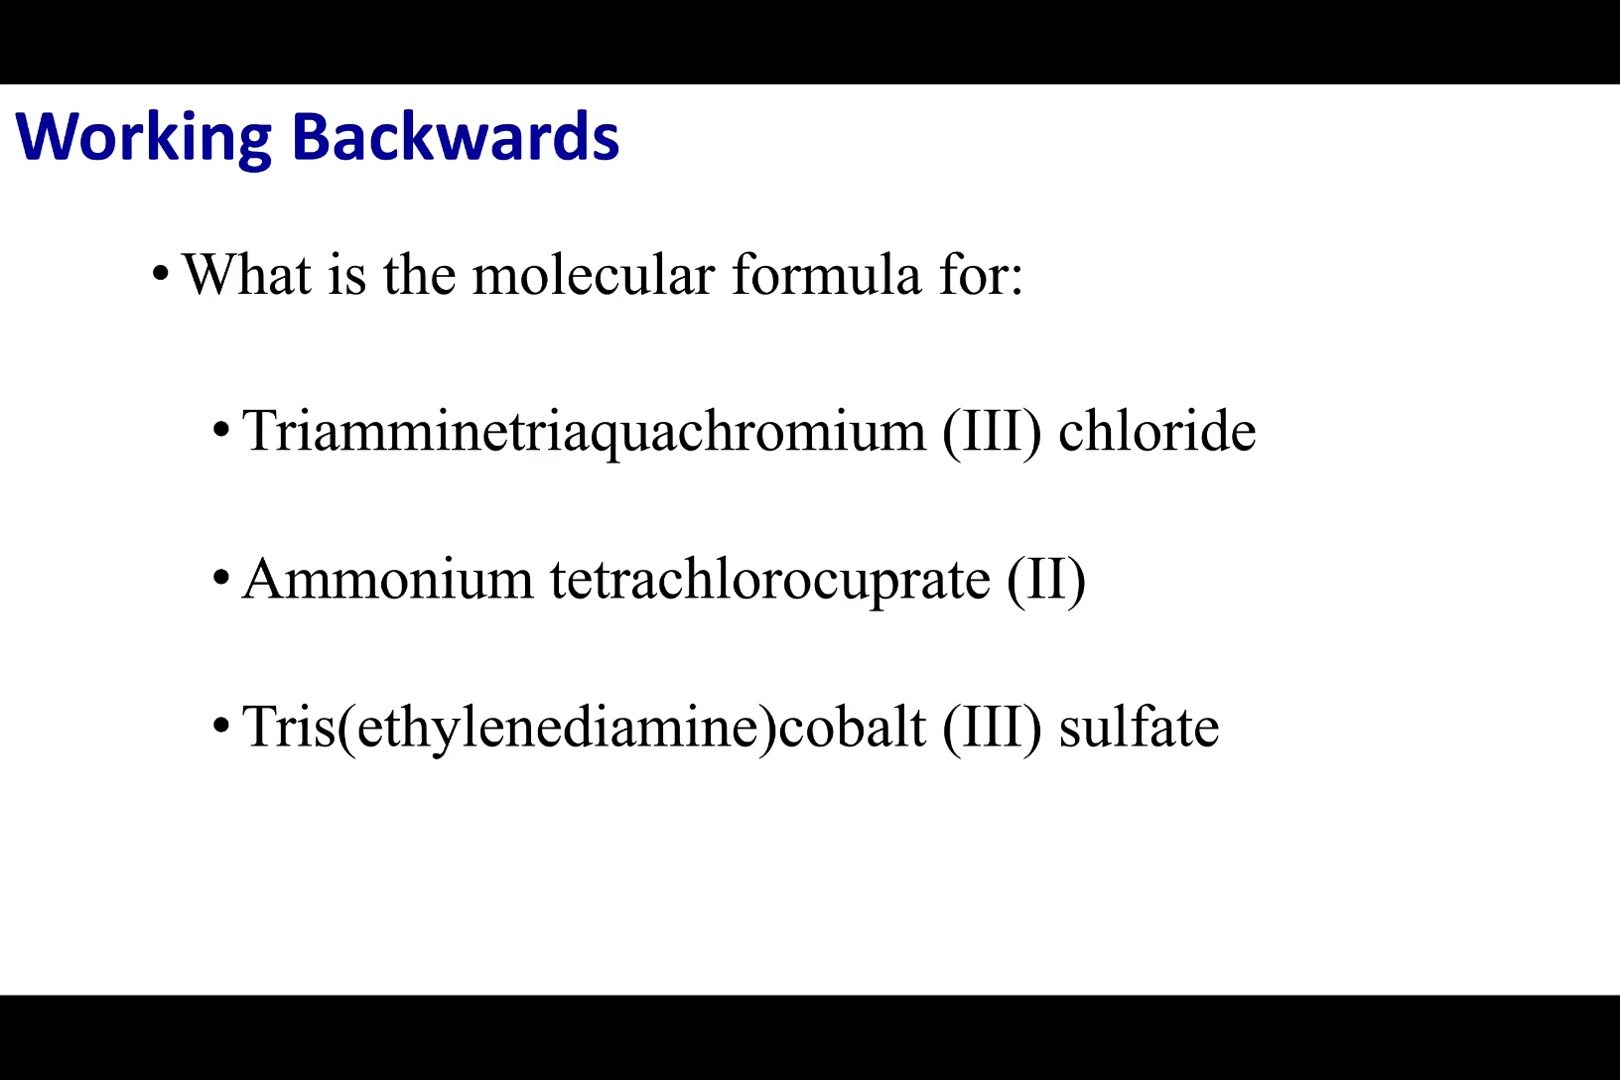 Working Backwards
• What is the molecular formula for:
• Triamminetriaquachromium (III) chloride
• Ammonium tetrachlorocuprate (II)
• Tris(ethylenediamine)cobalt (III) sulfate